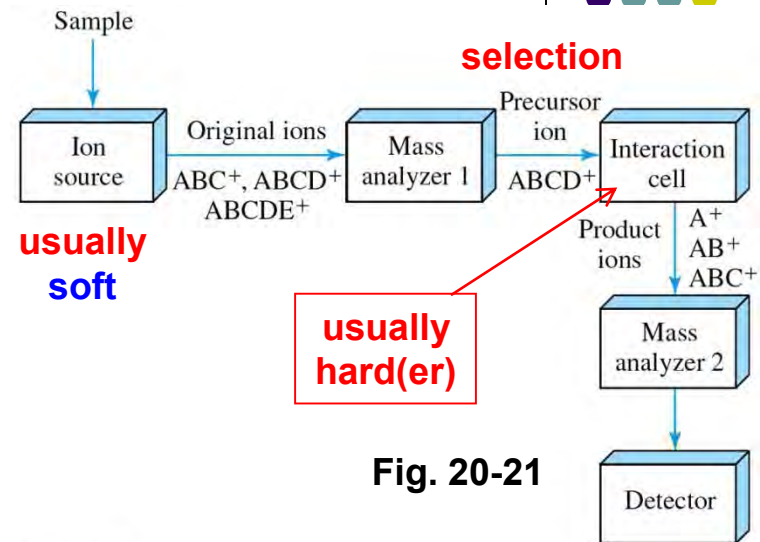 Sample
selection
Ion
source
Original ions
ABC⁺, ABCD⁺
ABCDE⁺
Mass
analyzer 1
Precursor
ion
ABCD⁺
Interaction
cell
usually
soft
Product
ions
A⁺
AB⁺
ABC⁺
usually
hard(er)
Mass
analyzer 2
Fig. 20-21
Detector